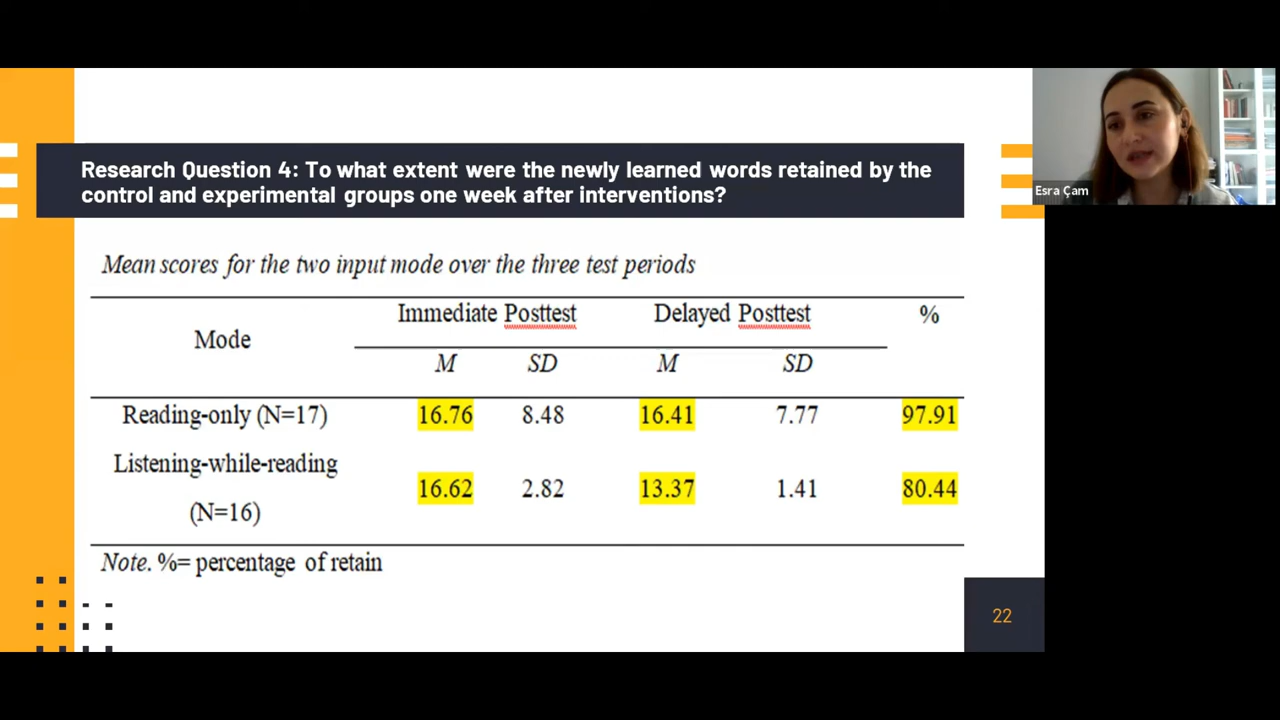 Research Question 4: To what extent were the newly learned words retained by the
control and experimental groups one week after interventions?
Esra Çam
Mean scores for the two input mode over the three test periods
Mode Immediate Posttest Delayed Posttest %
M SD M SD
Reading-only (N=17) 16.76 8.48 16.41 7.77 97.91
Listening-while-reading
(N=16) 16.62 2.82 13.37 1.41 80.44
Note. %= percentage of retain
22